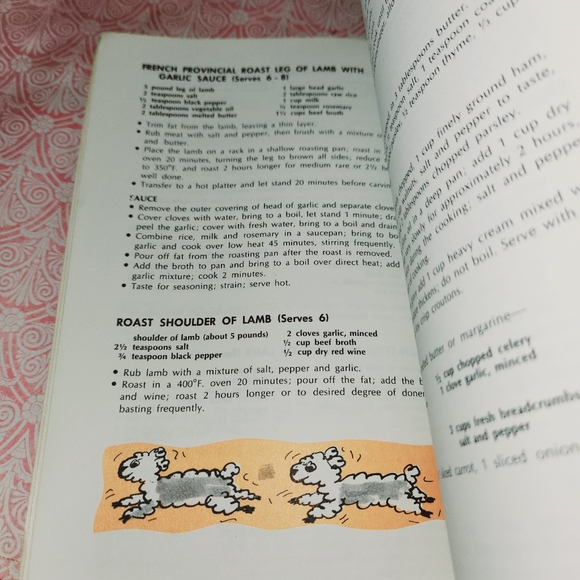 FRENCH PROVINCIAL ROAST LEG OF LAMB WITH
GARLIC SAUCE (Serves 6 - 8)
5 pound leg of lamb
2 teaspoons salt
½ teaspoon black pepper
2 tablespoons vegetable oil
2 tablespoons melted butter
1 large head garlic
2 tablespoons raw rice
1 cup milk
¾ teaspoon rosemary
1½ cups beef broth
• Trim fat from the lamb, leaving a thin layer.
• Rub meat with salt and pepper, then brush with a mixture of
and butter.
• Place the lamb on a rack in a shallow roasting pan; roast in
oven 20 minutes, turning the leg to brown all sides; reduce
to 350°F. and roast 2 hours longer for medium rare or 2½
well done.
• Transfer to a hot platter and let stand 20 minutes before
SAUCE
• Remove the outer covering of head of garlic and separate
• Cover cloves with water, bring to a boil, let stand 1 minute;
peel the garlic; cover with fresh water, bring to a boil and drain
• Combine rice, milk and rosemary in a saucepan; bring to
garlic and cook over low heat 45 minutes, stirring frequently.
• Pour off fat from the roasting pan after the roast is removed.
• Add the broth to pan and bring to a boil over direct heat; add
garlic mixture; cook 2 minutes.
• Taste for seasoning; strain; serve hot.
ROAST SHOULDER OF LAMB (Serves 6)
shoulder of lamb (about 5 pounds)
2½ teaspoons salt
¾ teaspoon black pepper
2 cloves garlic, minced
½ cup beef broth
½ cup dry red wine
• Rub lamb with a mixture of salt, pepper and garlic.
• Roast in a 400°F. oven 20 minutes; pour off the fat; add the
and wine; roast 2 hours longer or to desired degree of
basting frequently.
tablespoons butter.
teaspoon thyme. ⅓ cup
1 cup finely ground ham.
salt and pepper to taste.
tablespoons chopped parsley.
in a deep pan; add 1 cup dry
slowly for approximately 2 hours,
the cooking; salt and pepper
cooking.
add 1 cup heavy cream mixed
thickens; do not boil. Serve with
crisp croutons.
butter or margarine—
½ cup chopped celery
1 clove garlic, minced
3 cups fresh breadcrumbs
salt and pepper
carrot, 1 sliced onion